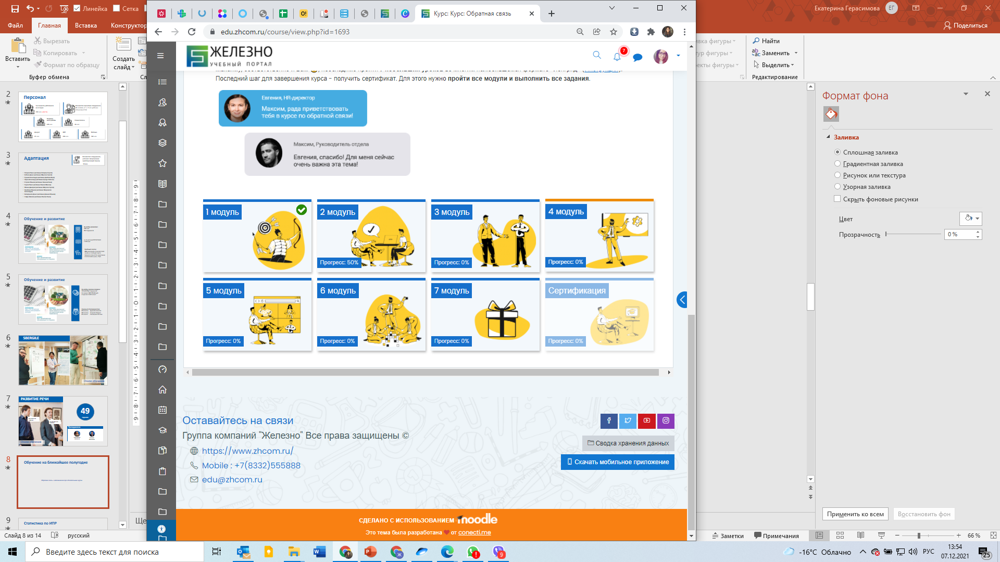 Линейка
Сетка
Екатерина Герасимова
ЕГ
Файл
Главная
Вставка
Конструктор
Поделиться
Вставить
Вырезать
Копировать
Формат по образцу
Буфер обмена
Создать
слайд
Найти
Заменить
Выделить
Редактирование
Курс: Курс: Обратная связь
edu.zhcom.ru/course/view.php?id=1693
ЖЕЛЕЗНО
УЧЕБНЫЙ ПОРТАЛ
7
Последний шаг для завершения курса – получить сертификат. Для этого нужно пройти все модули и выполнить все задания.
Евгения, HR-директор
Максим, рада приветствовать
тебя в курсе по обратной связи!
Максим, Руководитель отдела
Евгения, спасибо! Для меня сейчас
очень важна эта тема!
1 модуль
2 модуль
Прогресс: 50%
3 модуль
Прогресс: 0%
4 модуль
Прогресс: 0%
5 модуль
Прогресс: 0%
6 модуль
Прогресс: 0%
7 модуль
Прогресс: 0%
Сертификация
Прогресс: 0%
Оставайтесь на связи
Группа компаний "Железно" Все права защищены ©
https://www.zhcom.ru/
Mobile : +7(8332)555888
edu@zhcom.ru
Сводка хранения данных
Скачать мобильное приложение
СДЕЛАНО С ИСПОЛЬЗОВАНИЕМ moodle
Это тема была разработана ❤ от conecti.me
2
Персонал
3
Адаптация
4
Обучение и развитие
5
Обучение и развитие
6
SBERGILE
Очное обучение
7
РАЗВИТИЕ РЕЧИ
49
Очное обучение
8
Обучение на ближайшее полугодие
9
Статистика по ИПР
Формат фона
Заливка
Сплошная заливка
Градиентная заливка
Рисунок или текстура
Узорная заливка
Скрыть фоновые рисунки
Цвет
Прозрачность
0 %
Применить ко всем
Восстановить фон
Слайд 8 из 14
русский
Заметки
Примечания
66 %
Введите здесь текст для поиска
-16°C Облачно
РУС
13:54
07.12.2021
25